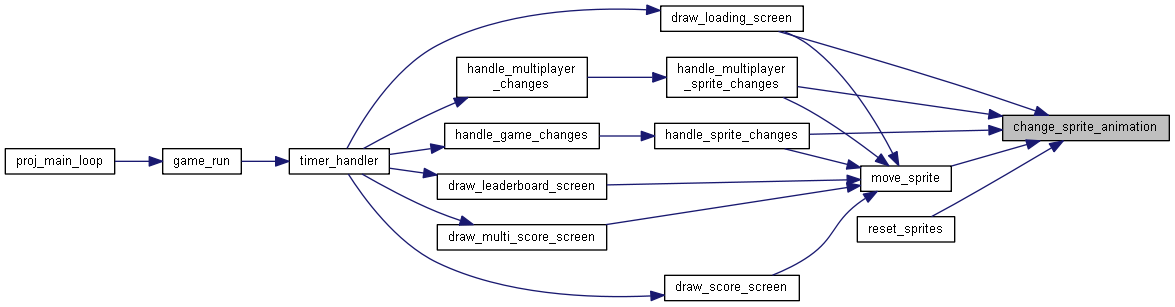 draw_loading_screen
handle_multiplayer
_changes
handle_multiplayer
_sprite_changes
change_sprite_animation
handle_game_changes
handle_sprite_changes
proj_main_loop
game_run
timer_handler
move_sprite
draw_leaderboard_screen
reset_sprites
draw_multi_score_screen
draw_score_screen